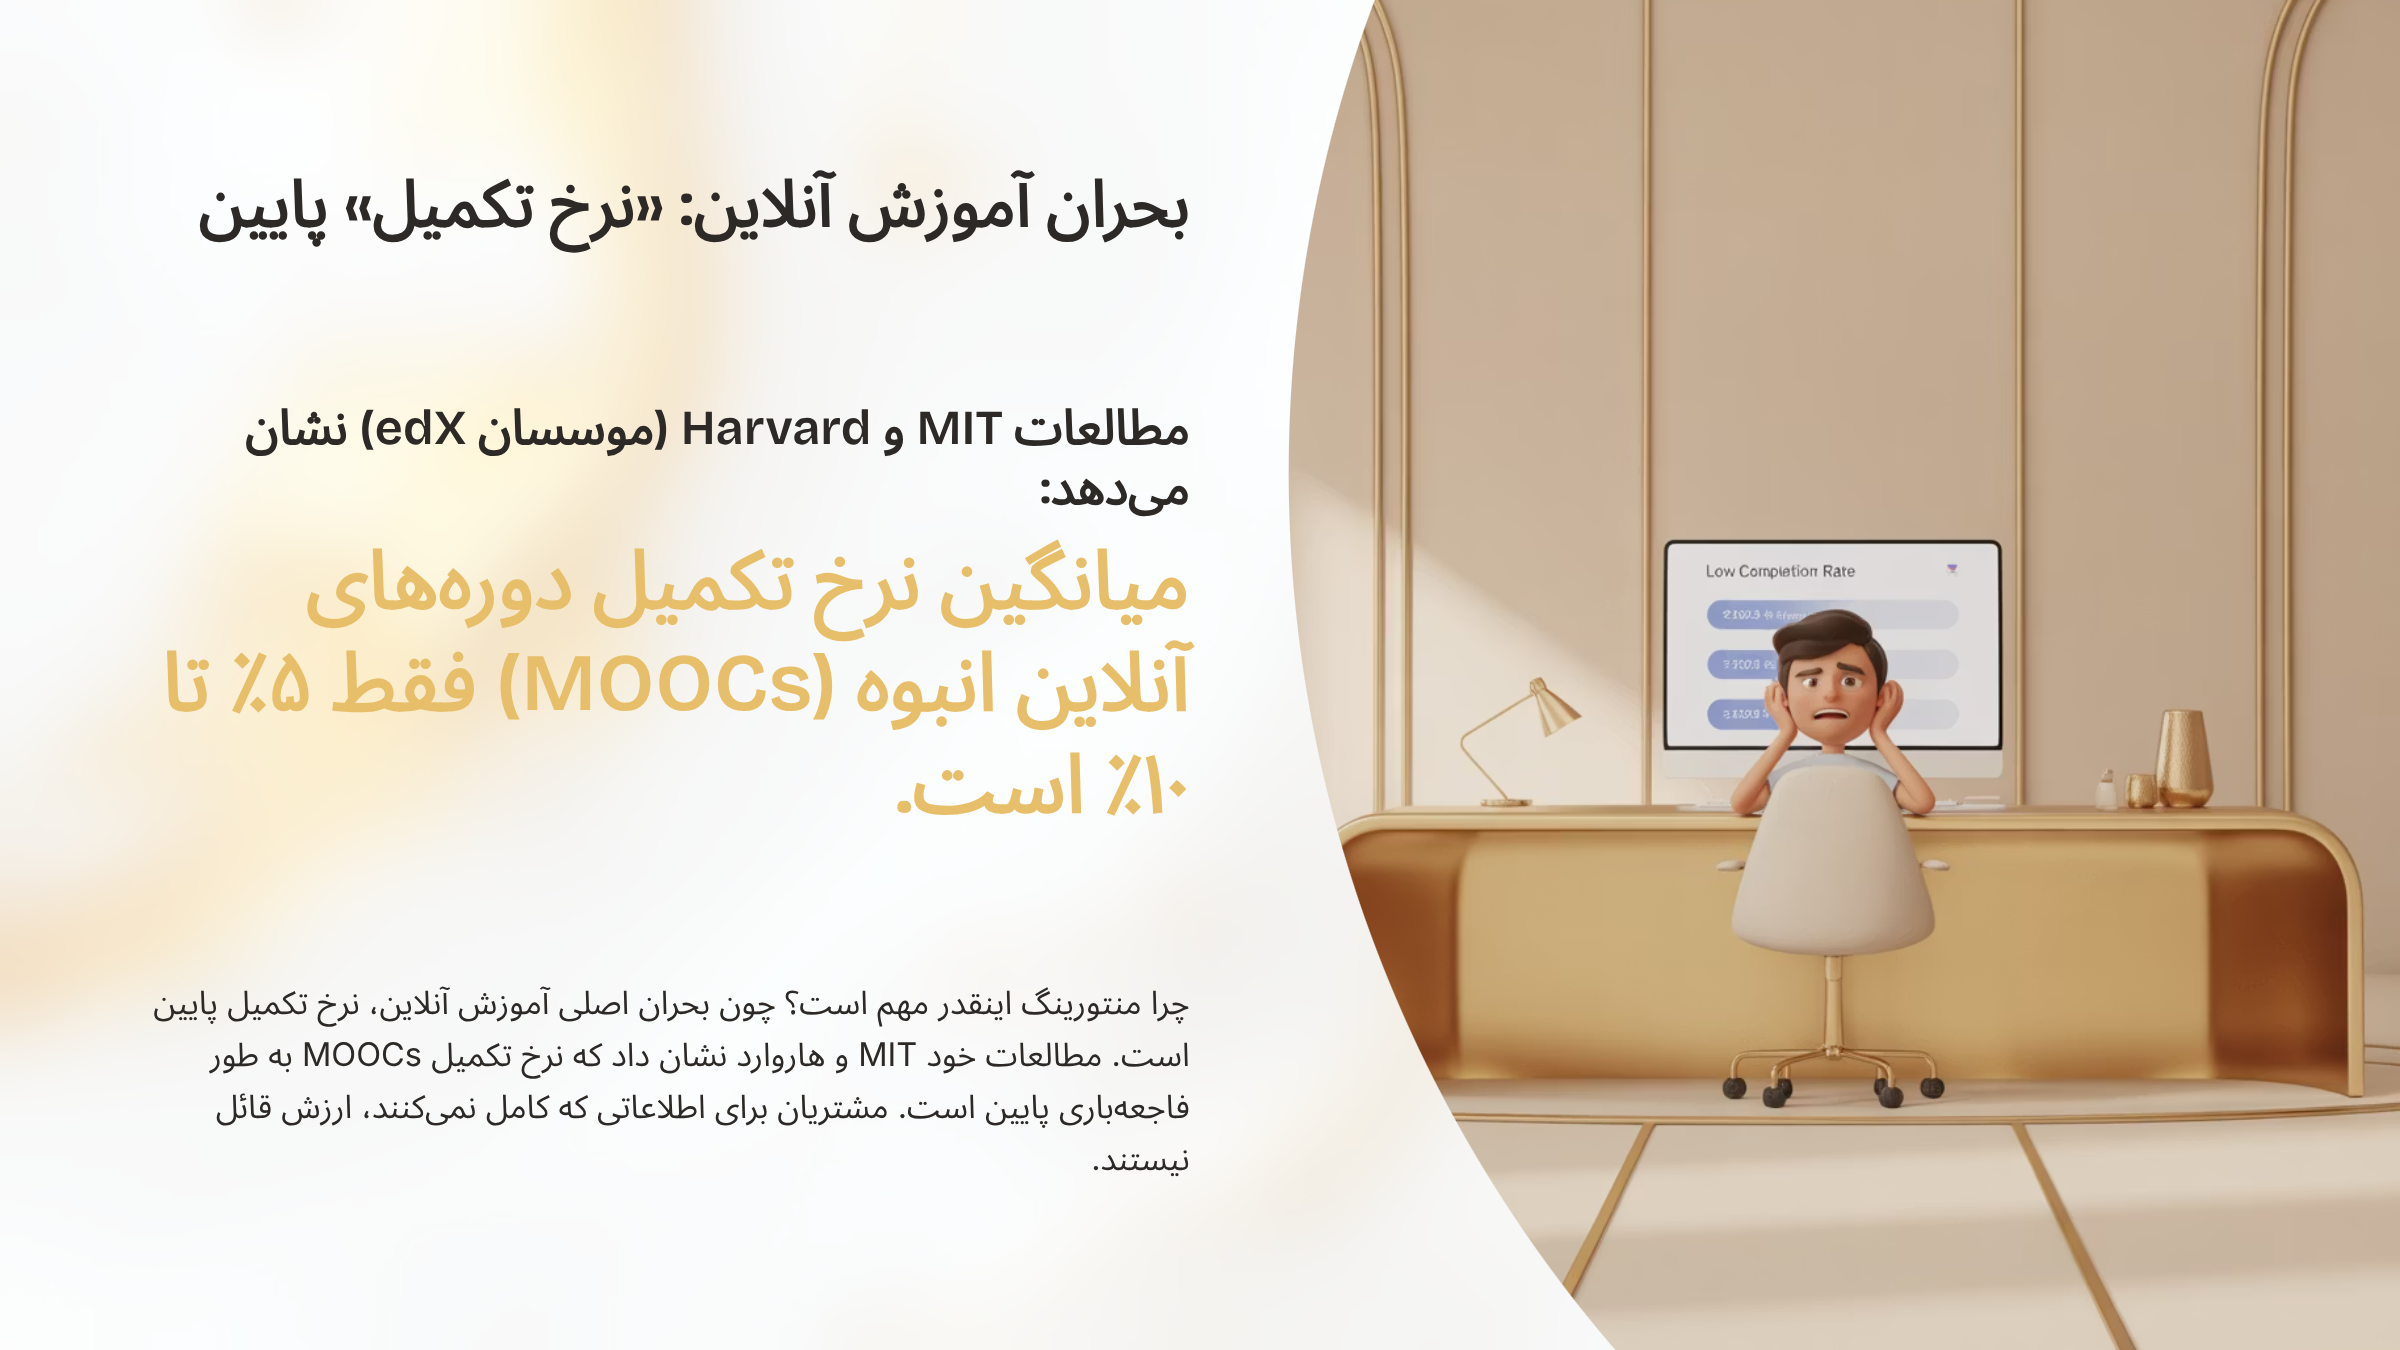 بحران آموزش آنلاین: «نرخ تکمیل» پایین
مطالعات MIT و Harvard (موسسان edX) نشان
می‌دهد:
میانگین نرخ تکمیل دوره‌های
آنلاین انبوه (MOOCs) فقط ۵٪ تا
۱۰٪ است.
چرا منتورینگ اینقدر مهم است؟ چون بحران اصلی آموزش آنلاین، نرخ تکمیل پایین
است. مطالعات خود MIT و هاروارد نشان داد که نرخ تکمیل MOOCs به طور
فاجعه‌باری پایین است. مشتریان برای اطلاعاتی که کامل نمی‌کنند، ارزش قائل
نیستند.
Low Completion Rate